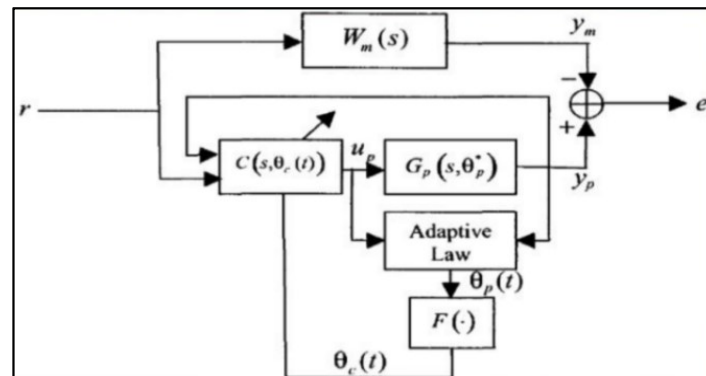 W_m(s)
y_m
r
−
e
+
C(s,θ_c(t))
u_p
G_p(s,θ_p^*)
y_p
Adaptive
Law
θ_p(t)
F(·)
θ_c(t)